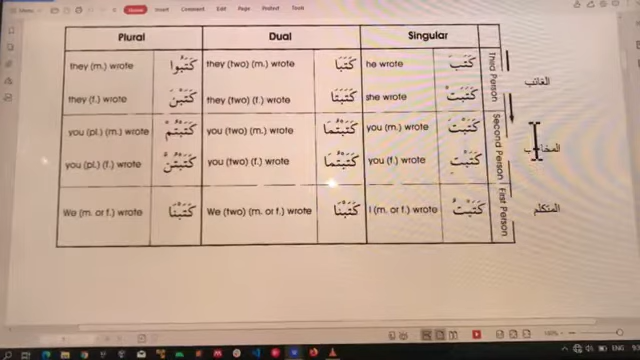 Menu Home Insert Comment Edit Page Protect Tools
Plural Dual Singular
they (m.) wrote كَتَبُوا they (two) (m.) wrote كَتَبَا he wrote كَتَبَ Third Person الغائب
they (f.) wrote كَتَبْنَ they (two) (f.) wrote كَتَبَتَا she wrote كَتَبَتْ
you (pl.) (m.) wrote كَتَبْتُمْ you (two) (m.) wrote كَتَبْتُمَا you (m.) wrote كَتَبْتَ Second Person المخاطب
you (pl.) (f.) wrote كَتَبْتُنَّ you (two) (f.) wrote كَتَبْتُمَا you (f.) wrote كَتَبْتِ
We (m. or f.) wrote كَتَبْنَا We (two) (m. or f.) wrote كَتَبْنَا I (m. or f.) wrote كَتَبْتُ First Person المتكلم
ENG